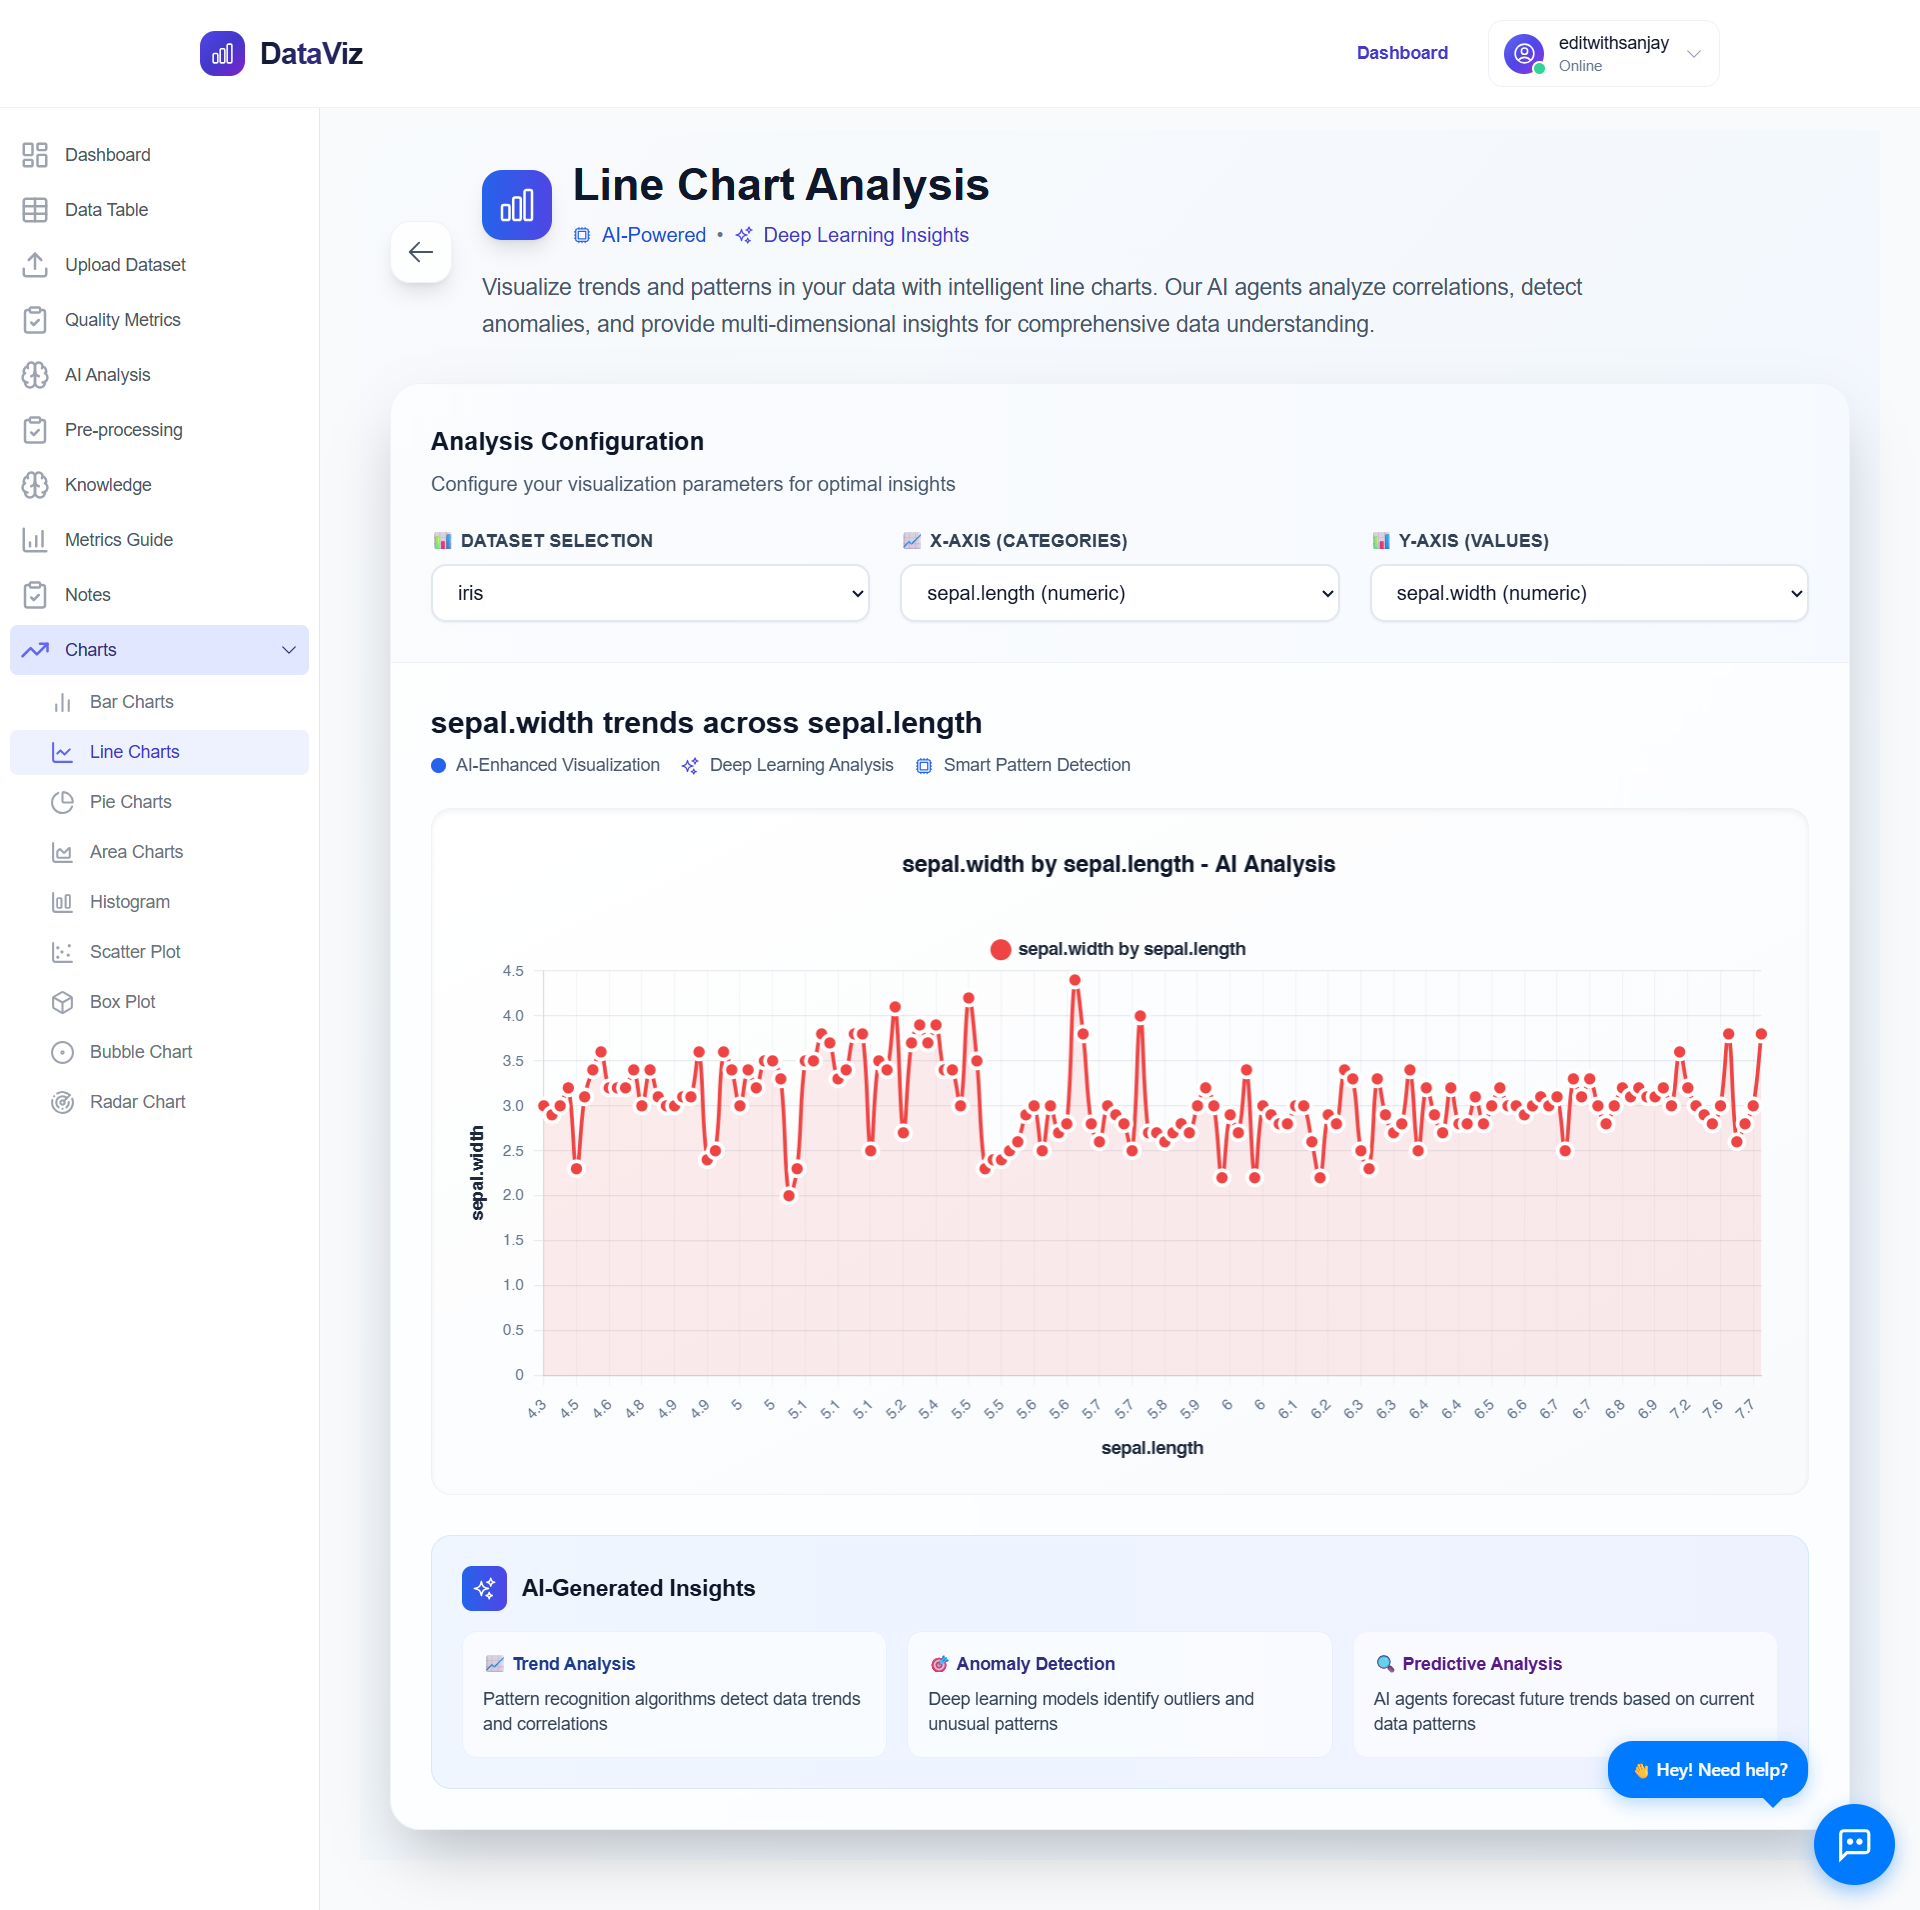 DataViz
Dashboard
editwithsanjay
Online
Dashboard
Data Table
Upload Dataset
Quality Metrics
AI Analysis
Pre-processing
Knowledge
Metrics Guide
Notes
Charts
Bar Charts
Line Charts
Pie Charts
Area Charts
Histogram
Scatter Plot
Box Plot
Bubble Chart
Radar Chart
Line Chart Analysis
AI-Powered • Deep Learning Insights
Visualize trends and patterns in your data with intelligent line charts. Our AI agents analyze correlations, detect
anomalies, and provide multi-dimensional insights for comprehensive data understanding.
Analysis Configuration
Configure your visualization parameters for optimal insights
DATASET SELECTION
iris
X-AXIS (CATEGORIES)
sepal.length (numeric)
Y-AXIS (VALUES)
sepal.width (numeric)
sepal.width trends across sepal.length
AI-Enhanced Visualization Deep Learning Analysis Smart Pattern Detection
sepal.width by sepal.length - AI Analysis
sepal.width by sepal.length
4.5
4.0
3.5
3.0
2.5
2.0
1.5
1.0
0.5
0
sepal.width
4.3 4.5 4.6 4.8 4.9 4.9 5 5 5.1 5.1 5.1 5.2 5.4 5.5 5.5 5.6 5.6 5.7 5.7 5.8 5.9 6 6 6.1 6.2 6.3 6.3 6.4 6.4 6.5 6.6 6.7 6.7 6.8 6.9 7.2 7.6 7.7
sepal.length
AI-Generated Insights
Trend Analysis
Pattern recognition algorithms detect data trends
and correlations
Anomaly Detection
Deep learning models identify outliers and
unusual patterns
Predictive Analysis
AI agents forecast future trends based on current
data patterns
👋 Hey! Need help?